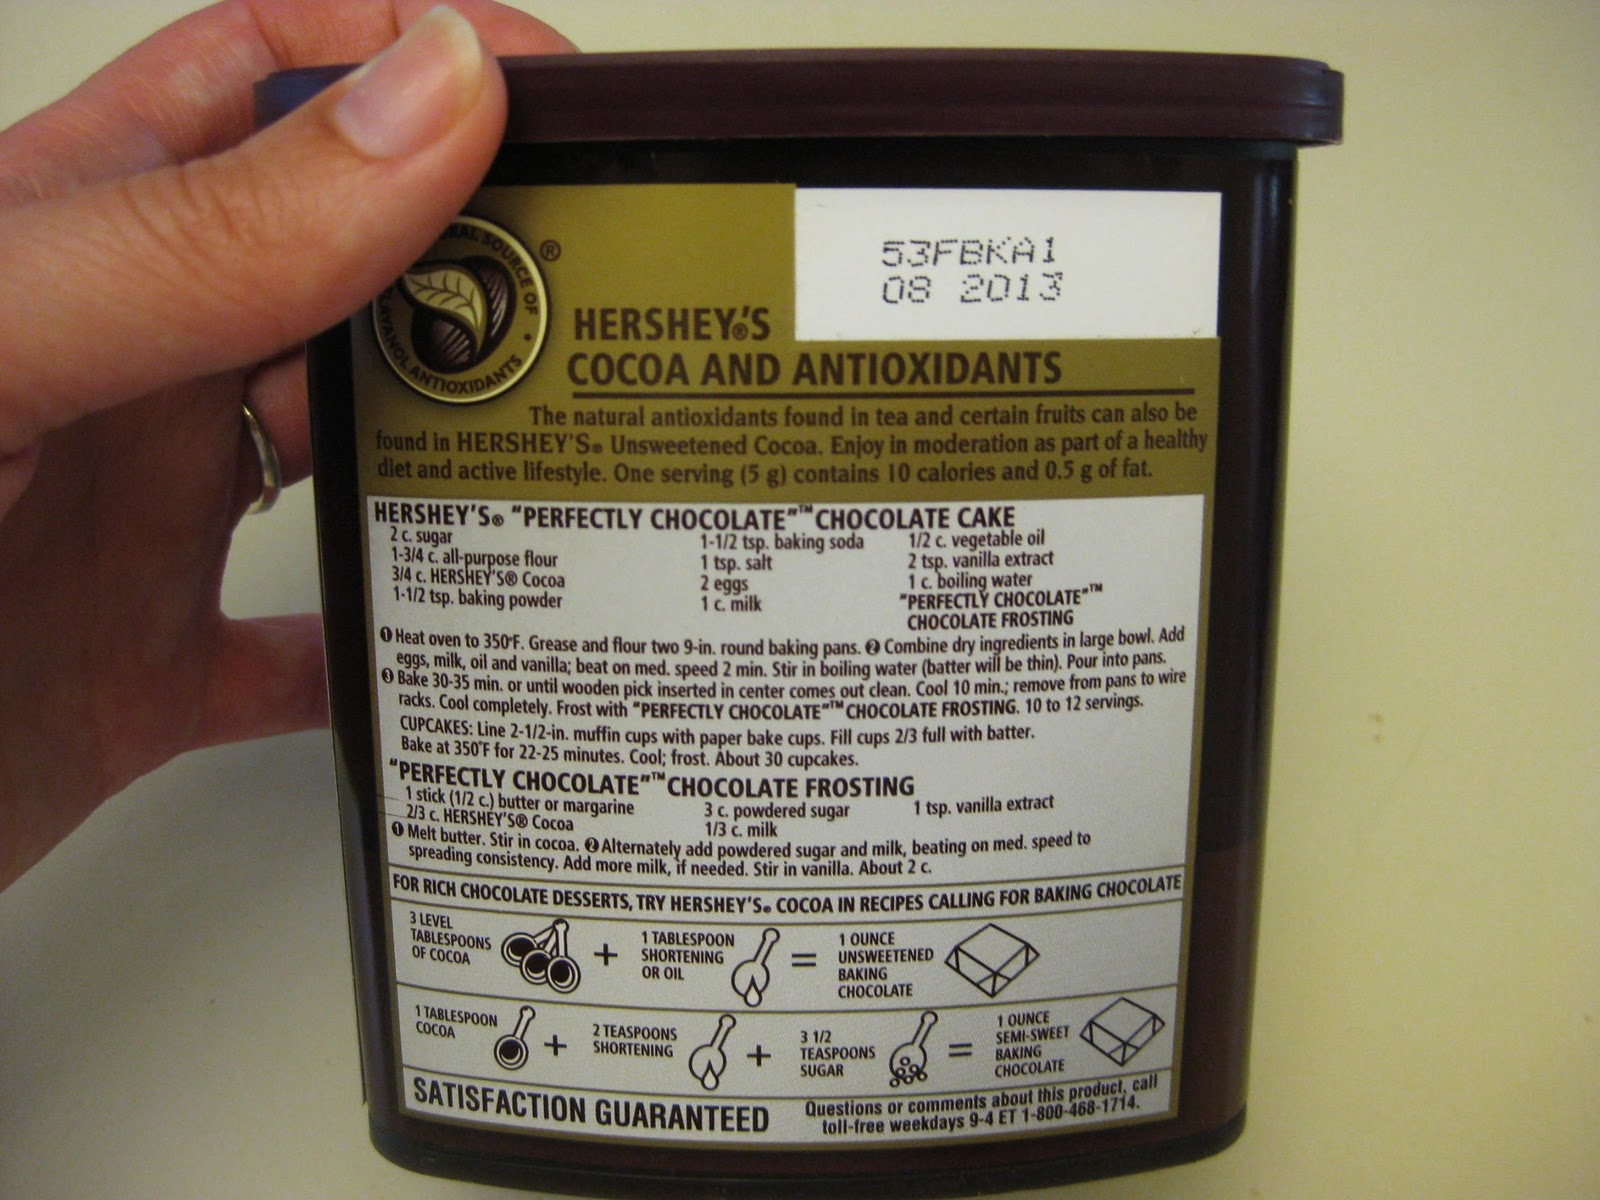 53FBKA1
08 2013
SOURCE OF
ANTIOXIDANTS
®
HERSHEY®'S
COCOA AND ANTIOXIDANTS
The natural antioxidants found in tea and certain fruits can also be
found in HERSHEY'S® Unsweetened Cocoa. Enjoy in moderation as part of a healthy
diet and active lifestyle. One serving (5 g) contains 10 calories and 0.5 g of fat.
HERSHEY'S® "PERFECTLY CHOCOLATE"™ CHOCOLATE CAKE
2 c. sugar
1-3/4 c. all-purpose flour
3/4 c. HERSHEY'S® Cocoa
1-1/2 tsp. baking powder
1-1/2 tsp. baking soda
1 tsp. salt
2 eggs
1 c. milk
1/2 c. vegetable oil
2 tsp. vanilla extract
1 c. boiling water
"PERFECTLY CHOCOLATE"™
CHOCOLATE FROSTING
❶ Heat oven to 350°F. Grease and flour two 9-in. round baking pans. ❷ Combine dry ingredients in large bowl. Add
eggs, milk, oil and vanilla; beat on med. speed 2 min. Stir in boiling water (batter will be thin). Pour into pans.
❸ Bake 30-35 min. or until wooden pick inserted in center comes out clean. Cool 10 min.; remove from pans to wire
racks. Cool completely. Frost with "PERFECTLY CHOCOLATE"™ CHOCOLATE FROSTING. 10 to 12 servings.
CUPCAKES: Line 2-1/2-in. muffin cups with paper bake cups. Fill cups 2/3 full with batter.
Bake at 350°F for 22-25 minutes. Cool; frost. About 30 cupcakes.
"PERFECTLY CHOCOLATE"™ CHOCOLATE FROSTING
1 stick (1/2 c.) butter or margarine
2/3 c. HERSHEY'S® Cocoa
3 c. powdered sugar
1/3 c. milk
1 tsp. vanilla extract
❶ Melt butter. Stir in cocoa. ❷ Alternately add powdered sugar and milk, beating on med. speed to
spreading consistency. Add more milk, if needed. Stir in vanilla. About 2 c.
FOR RICH CHOCOLATE DESSERTS, TRY HERSHEY'S® COCOA IN RECIPES CALLING FOR BAKING CHOCOLATE
3 LEVEL
TABLESPOONS
OF COCOA
+
1 TABLESPOON
SHORTENING
OR OIL
=
1 OUNCE
UNSWEETENED
BAKING
CHOCOLATE
1 TABLESPOON
COCOA
+
2 TEASPOONS
SHORTENING
+
3 1/2
TEASPOONS
SUGAR
=
1 OUNCE
SEMI-SWEET
BAKING
CHOCOLATE
SATISFACTION GUARANTEED
Questions or comments about this product, call
toll-free weekdays 9-4 ET 1-800-468-1714.